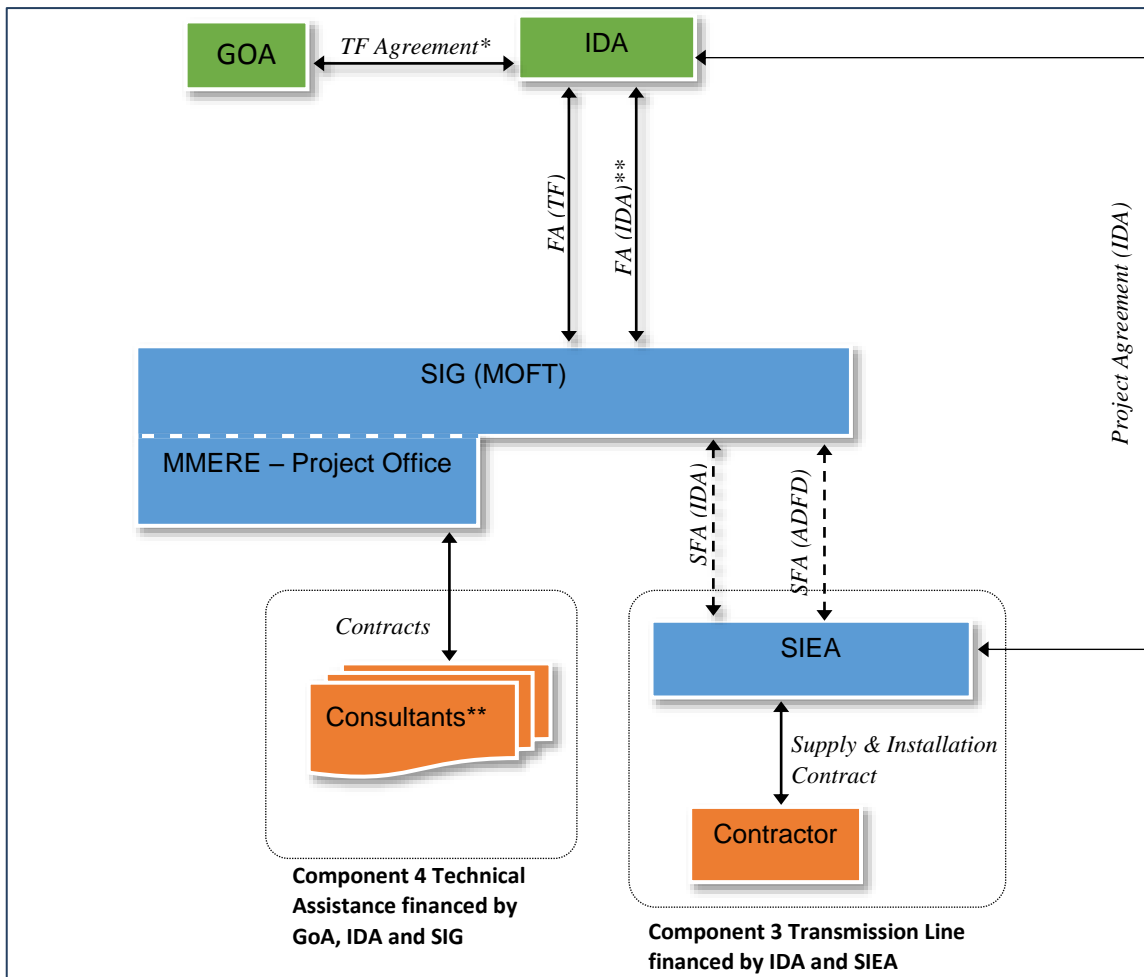 GOA
TF Agreement*
IDA
FA (TF)
FA (IDA)**
Project Agreement (IDA)
SIG (MOFT)
MMERE – Project Office
SFA (IDA)
SFA (ADFD)
Contracts
Consultants**
SIEA
Supply & Installation
Contract
Contractor
Component 4 Technical
Assistance financed by
GoA, IDA and SIG
Component 3 Transmission Line
financed by IDA and SIEA